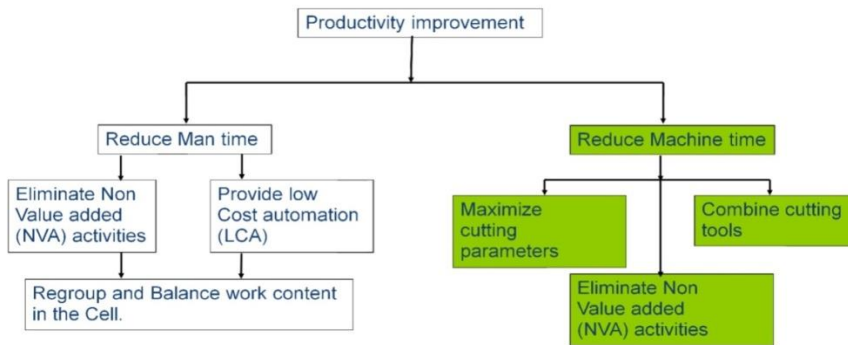 Productivity improvement
Reduce Man time
Reduce Machine time
Eliminate Non
Value added
(NVA) activities
Provide low
Cost automation
(LCA)
Maximize
cutting
parameters
Combine cutting
tools
Regroup and Balance work content
in the Cell.
Eliminate Non
Value added
(NVA) activities